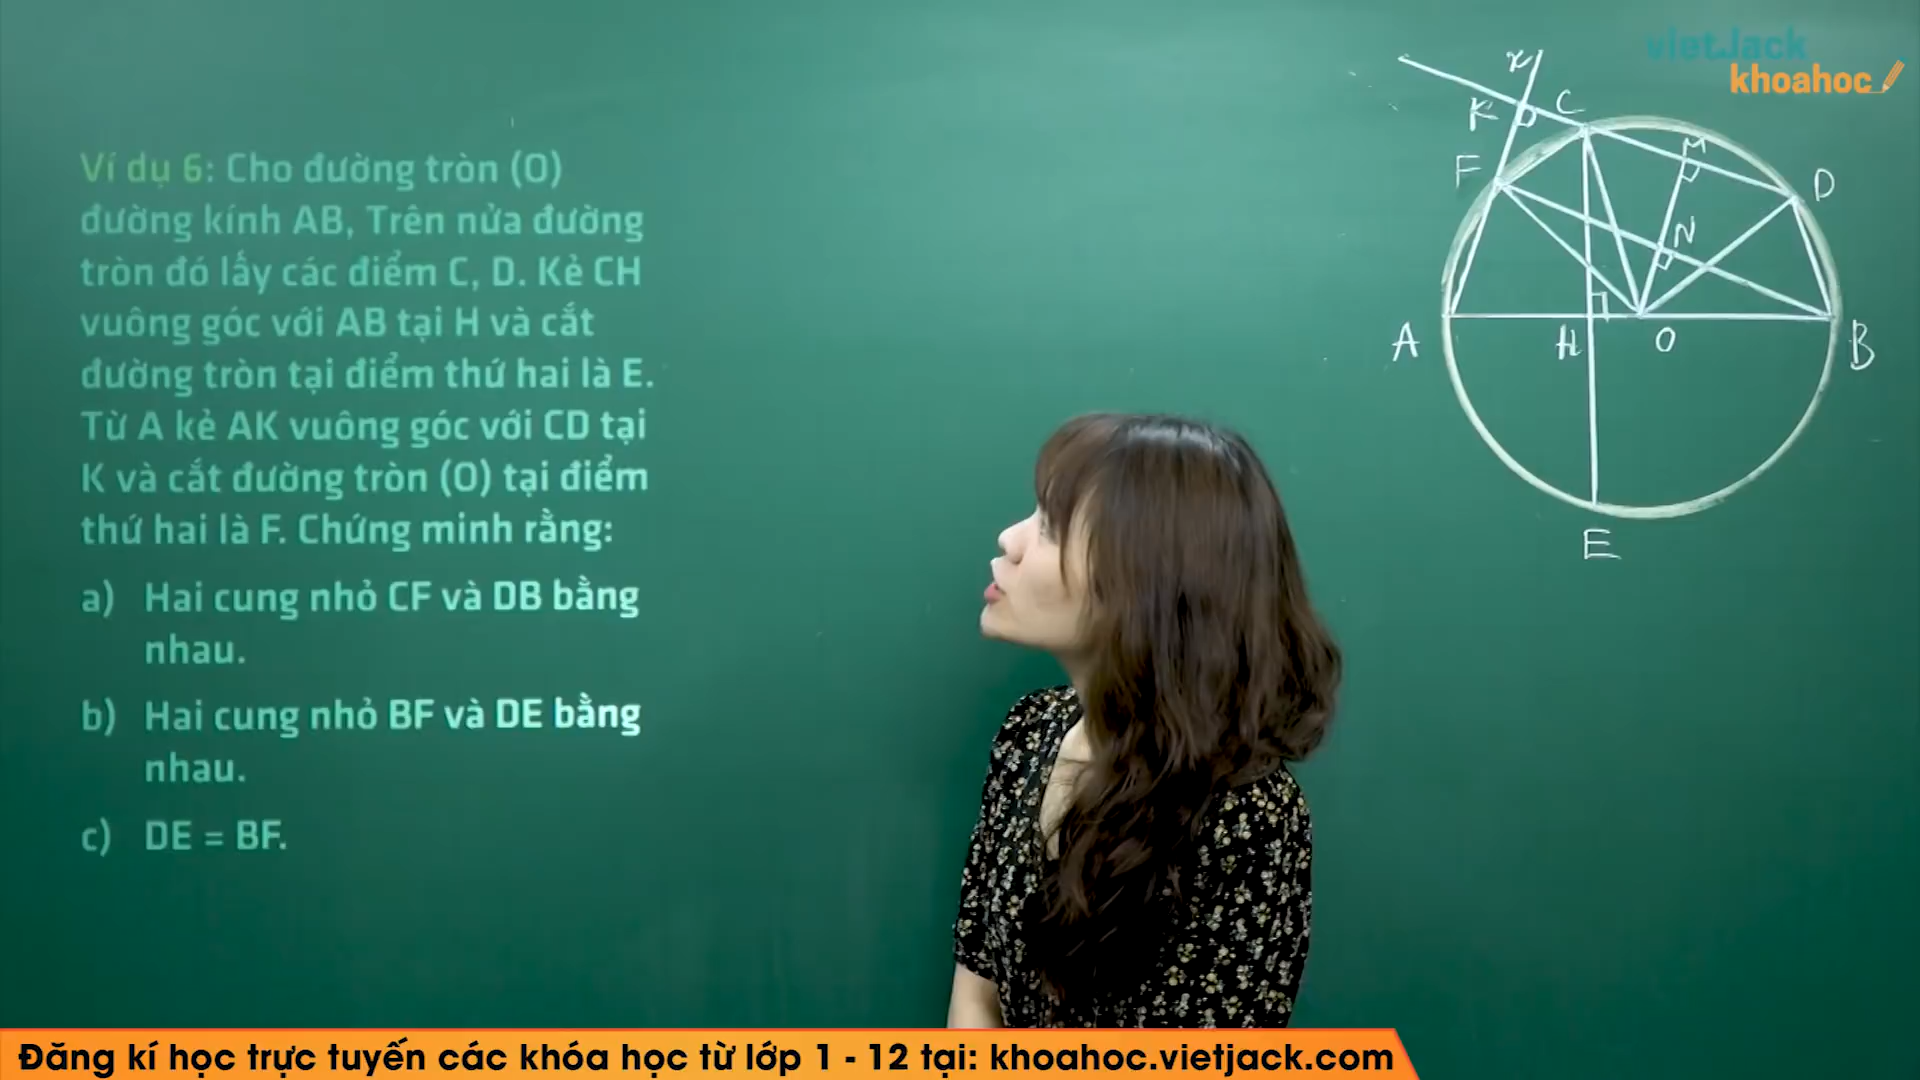 vietJack
khoahoc
Ví dụ 6: Cho đường tròn (O)
đường kính AB, Trên nửa đường
tròn đó lấy các điểm C, D. Kẻ CH
vuông góc với AB tại H và cắt
đường tròn tại điểm thứ hai là E.
Từ A kẻ AK vuông góc với CD tại
K và cắt đường tròn (O) tại điểm
thứ hai là F. Chứng minh rằng:
a) Hai cung nhỏ CF và DB bằng
nhau.
b) Hai cung nhỏ BF và DE bằng
nhau.
c) DE = BF.
x
K
C
M
F
D
N
A
H
O
B
E
Đăng kí học trực tuyến các khóa học từ lớp 1 - 12 tại: khoahoc.vietjack.com